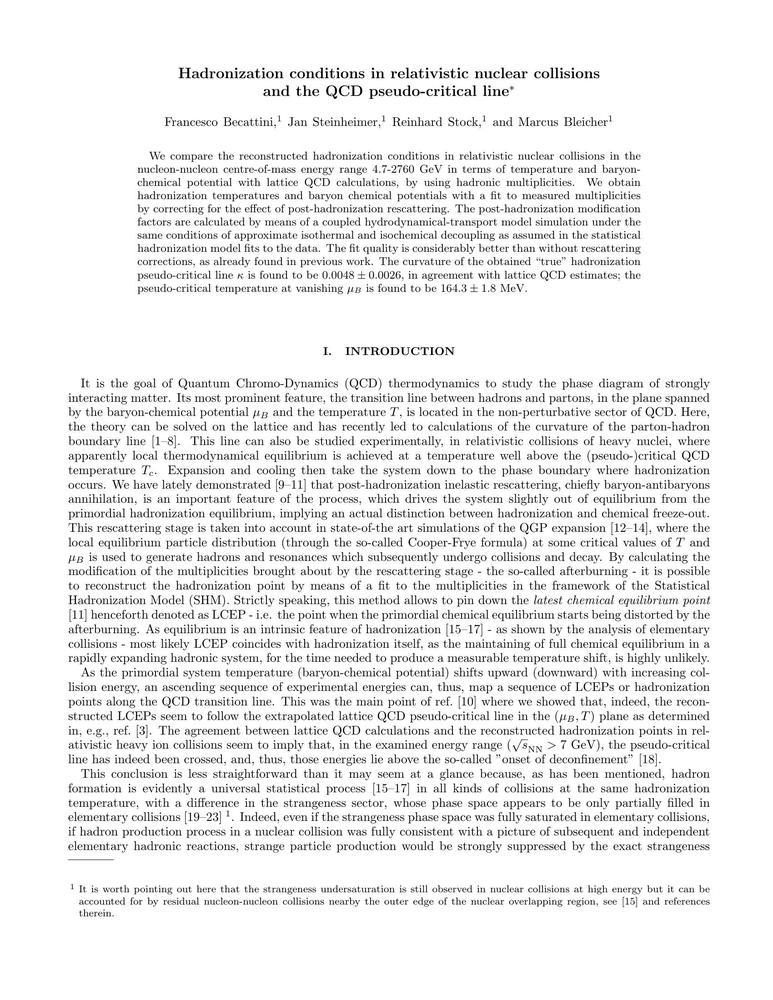 Hadronization conditions in relativistic nuclear collisions
and the QCD pseudo-critical line*
Francesco Becattini,1 Jan Steinheimer,1 Reinhard Stock,1 and Marcus Bleicher1
We compare the reconstructed hadronization conditions in relativistic nuclear collisions in the
nucleon-nucleon centre-of-mass energy range 4.7-2760 GeV in terms of temperature and baryon-
chemical potential with lattice QCD calculations, by using hadronic multiplicities. We obtain
hadronization temperatures and baryon chemical potentials with a fit to measured multiplicities
by correcting for the effect of post-hadronization rescattering. The post-hadronization modification
factors are calculated by means of a coupled hydrodynamical-transport model simulation under the
same conditions of approximate isothermal and isochemical decoupling as assumed in the statistical
hadronization model fits to the data. The fit quality is considerably better than without rescattering
corrections, as already found in previous work. The curvature of the obtained “true” hadronization
pseudo-critical line κ is found to be 0.0048 ± 0.0026, in agreement with lattice QCD estimates; the
pseudo-critical temperature at vanishing μB is found to be 164.3 ± 1.8 MeV.
I. INTRODUCTION
It is the goal of Quantum Chromo-Dynamics (QCD) thermodynamics to study the phase diagram of strongly
interacting matter. Its most prominent feature, the transition line between hadrons and partons, in the plane spanned
by the baryon-chemical potential μB and the temperature T, is located in the non-perturbative sector of QCD. Here,
the theory can be solved on the lattice and has recently led to calculations of the curvature of the parton-hadron
boundary line [1–8]. This line can also be studied experimentally, in relativistic collisions of heavy nuclei, where
apparently local thermodynamical equilibrium is achieved at a temperature well above the (pseudo-)critical QCD
temperature Tc. Expansion and cooling then take the system down to the phase boundary where hadronization
occurs. We have lately demonstrated [9–11] that post-hadronization inelastic rescattering, chiefly baryon-antibaryons
annihilation, is an important feature of the process, which drives the system slightly out of equilibrium from the
primordial hadronization equilibrium, implying an actual distinction between hadronization and chemical freeze-out.
This rescattering stage is taken into account in state-of-the art simulations of the QGP expansion [12–14], where the
local equilibrium particle distribution (through the so-called Cooper-Frye formula) at some critical values of T and
μB is used to generate hadrons and resonances which subsequently undergo collisions and decay. By calculating the
modification of the multiplicities brought about by the rescattering stage - the so-called afterburning - it is possible
to reconstruct the hadronization point by means of a fit to the multiplicities in the framework of the Statistical
Hadronization Model (SHM). Strictly speaking, this method allows to pin down the latest chemical equilibrium point
[11] henceforth denoted as LCEP - i.e. the point when the primordial chemical equilibrium starts being distorted by the
afterburning. As equilibrium is an intrinsic feature of hadronization [15–17] - as shown by the analysis of elementary
collisions - most likely LCEP coincides with hadronization itself, as the maintaining of full chemical equilibrium in a
rapidly expanding hadronic system, for the time needed to produce a measurable temperature shift, is highly unlikely.
As the primordial system temperature (baryon-chemical potential) shifts upward (downward) with increasing col-
lision energy, an ascending sequence of experimental energies can, thus, map a sequence of LCEPs or hadronization
points along the QCD transition line. This was the main point of ref. [10] where we showed that, indeed, the recon-
structed LCEPs seem to follow the extrapolated lattice QCD pseudo-critical line in the (μB, T) plane as determined
in, e.g., ref. [3]. The agreement between lattice QCD calculations and the reconstructed hadronization points in rel-
ativistic heavy ion collisions seem to imply that, in the examined energy range (√sNN > 7 GeV), the pseudo-critical
line has indeed been crossed, and, thus, those energies lie above the so-called ”onset of deconfinement” [18].
This conclusion is less straightforward than it may seem at a glance because, as has been mentioned, hadron
formation is evidently a universal statistical process [15–17] in all kinds of collisions at the same hadronization
temperature, with a difference in the strangeness sector, whose phase space appears to be only partially filled in
elementary collisions [19–23] 1. Indeed, even if the strangeness phase space was fully saturated in elementary collisions,
if hadron production process in a nuclear collision was fully consistent with a picture of subsequent and independent
elementary hadronic reactions, strange particle production would be strongly suppressed by the exact strangeness
1 It is worth pointing out here that the strangeness undersaturation is still observed in nuclear collisions at high energy but it can be
accounted for by residual nucleon-nucleon collisions nearby the outer edge of the nuclear overlapping region, see [15] and references
therein.